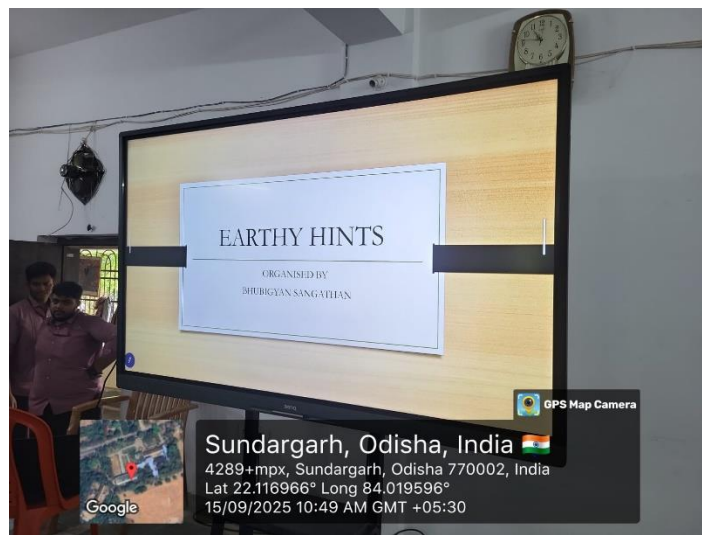 EARTHY HINTS
ORGANISED BY
BHUBIGYAN SANGATHAN
GPS Map Camera
Sundargarh, Odisha, India
4289+mpx, Sundargarh, Odisha 770002, India
Lat 22.116966° Long 84.019596°
15/09/2025 10:49 AM GMT +05:30
Google